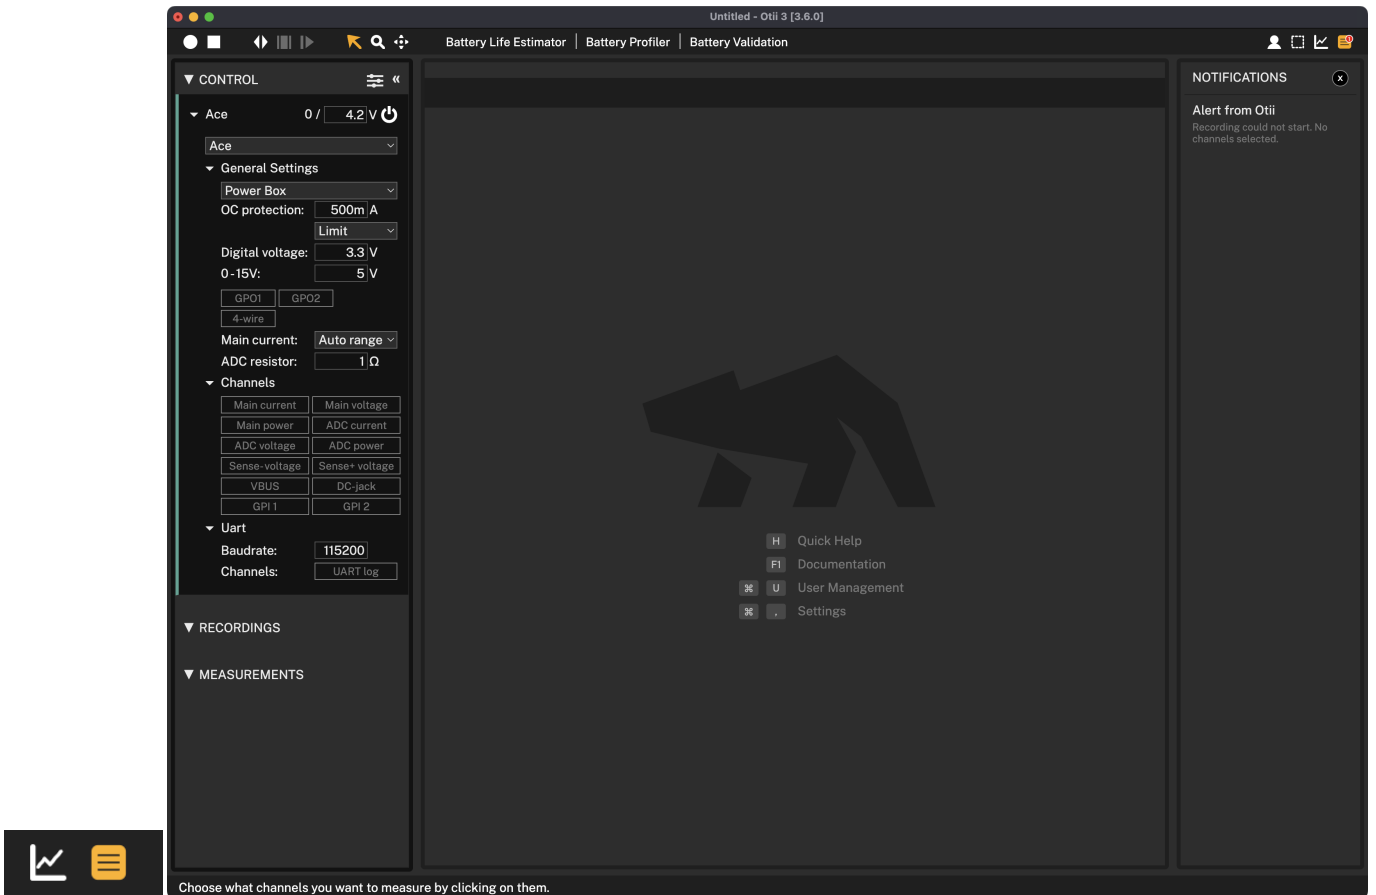 Untitled - Otii 3 [3.6.0]
Battery Life Estimator | Battery Profiler | Battery Validation
CONTROL
Ace 0 / 4.2 V
Ace
General Settings
Power Box
OC protection: 500m A
Limit
Digital voltage: 3.3 V
0-15V: 5 V
GPO1 GPO2
4-wire
Main current: Auto range
ADC resistor: 1 Ω
Channels
Main current Main voltage
Main power ADC current
ADC voltage ADC power
Sense-voltage Sense+ voltage
VBUS DC-jack
GPI 1 GPI 2
Uart
Baudrate: 115200
Channels: UART log
RECORDINGS
MEASUREMENTS
H Quick Help
F1 Documentation
⌘ U User Management
⌘ , Settings
NOTIFICATIONS x
Alert from Otii
Recording could not start. No
channels selected.
Choose what channels you want to measure by clicking on them.